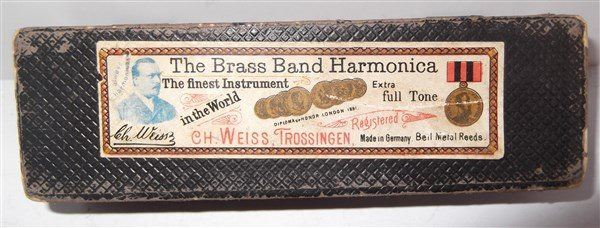 The Brass Band Harmonica
The finest Instrument
in the World
Extra
full Tone
DIPLOMA OF HONOR LONDON 1891
Registered
Ch. Weiss
CH. WEISS, TROSSINGEN.
Made in Germany. Bell Metal Reeds.